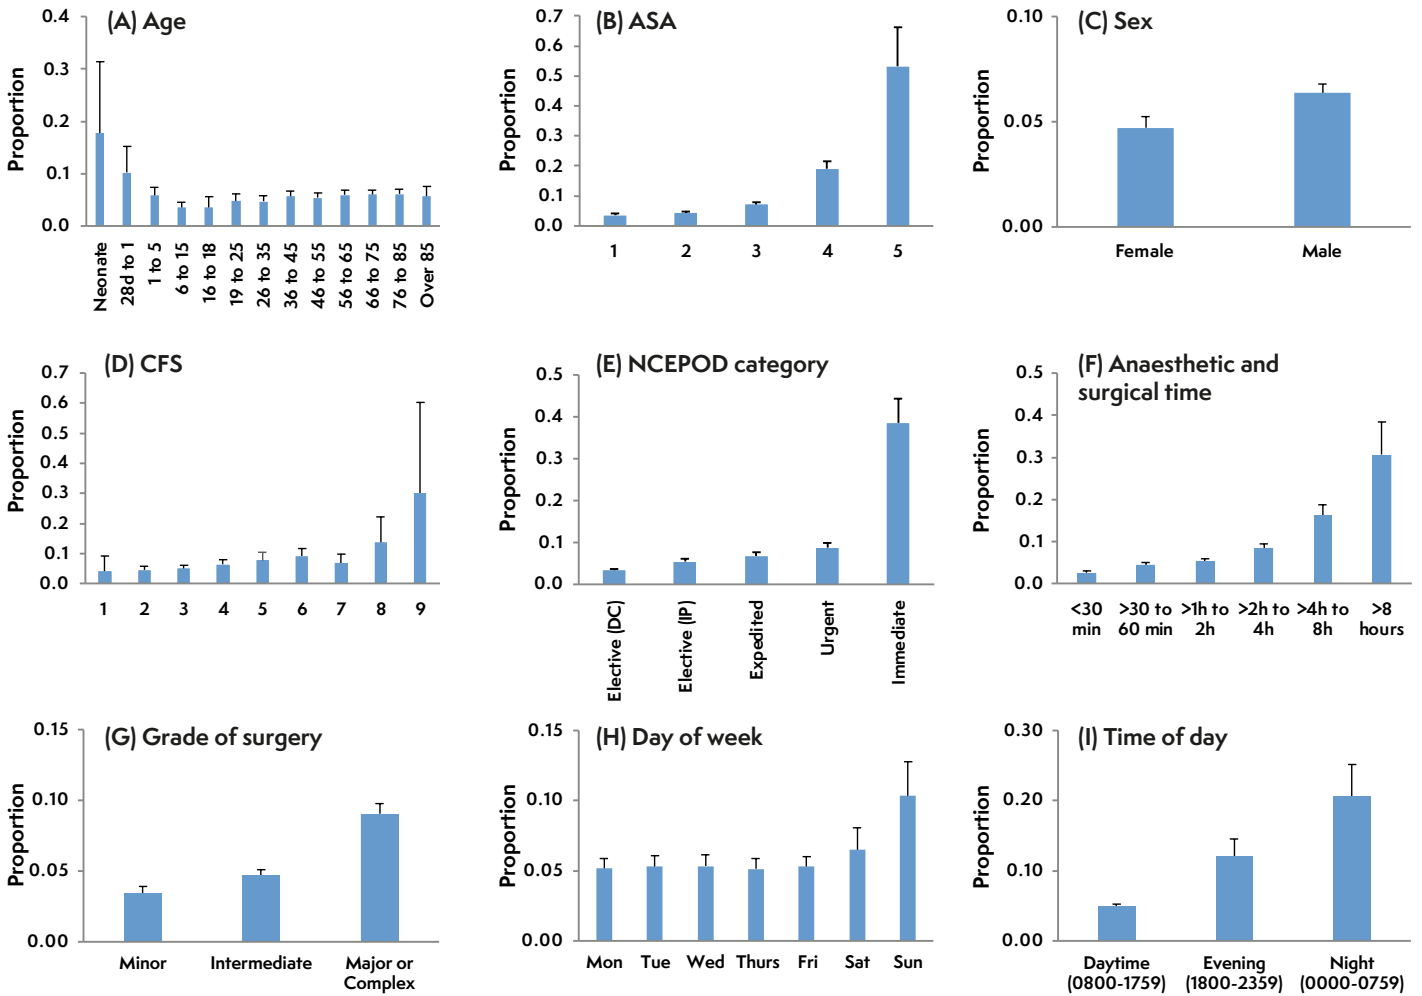 (A) Age
Proportion
0.4
0.3
0.2
0.1
0.0
Neonate
28d to 1
1 to 5
6 to 15
16 to 18
19 to 25
26 to 35
36 to 45
46 to 55
56 to 65
66 to 75
76 to 85
Over 85
(B) ASA
Proportion
0.7
0.6
0.5
0.4
0.3
0.2
0.1
0.0
1 2 3 4 5
(C) Sex
Proportion
0.10
0.05
0.00
Female Male
(D) CFS
Proportion
0.7
0.6
0.5
0.4
0.3
0.2
0.1
0.0
1 2 3 4 5 6 7 8 9
(E) NCEPOD category
Proportion
0.5
0.4
0.3
0.2
0.1
0.0
Elective (DC)
Elective (IP)
Expedited
Urgent
Immediate
(F) Anaesthetic and
surgical time
Proportion
0.5
0.4
0.3
0.2
0.1
0.0
<30 >30 to >1h to >2h to >4h to >8
min 60 min 2h 4h 8h hours
(G) Grade of surgery
Proportion
0.15
0.10
0.05
0.00
Minor Intermediate Major or
Complex
(H) Day of week
Proportion
0.15
0.10
0.05
0.00
Mon Tue Wed Thurs Fri Sat Sun
(I) Time of day
Proportion
0.30
0.20
0.10
0.00
Daytime Evening Night
(0800-1759) (1800-2359) (0000-0759)